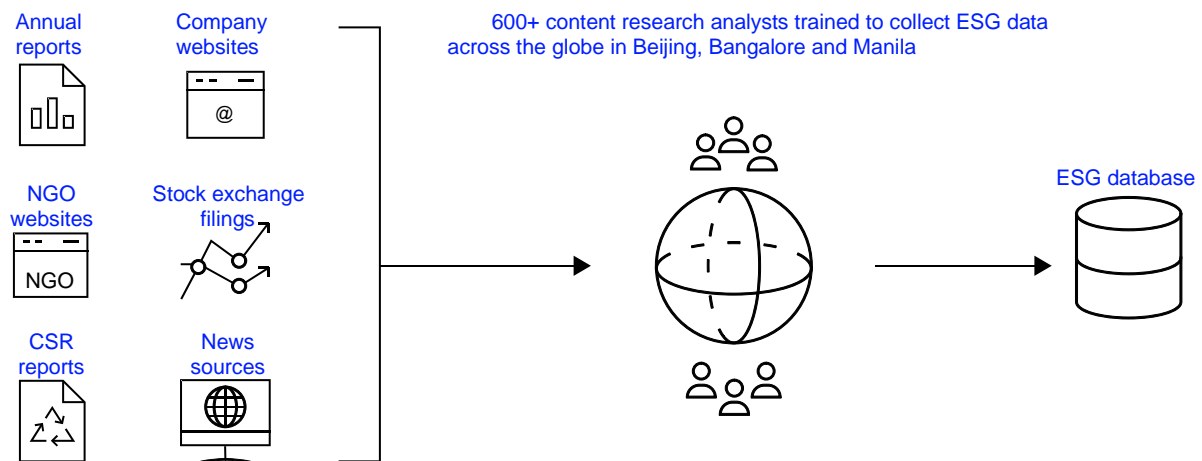 Annual
reports
Company
websites
600+ content research analysts trained to collect ESG data
across the globe in Beijing, Bangalore and Manila
@
NGO
websites
Stock exchange
filings
ESG database
NGO
CSR
reports
News
sources